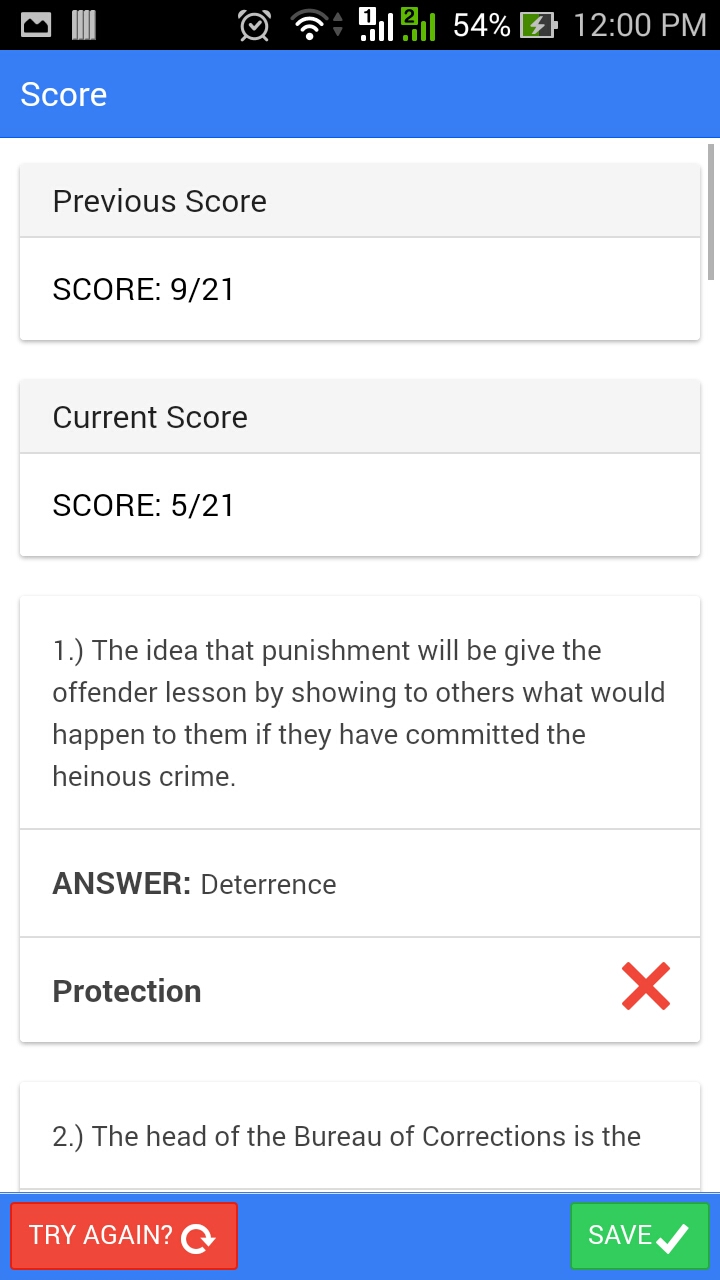 1 2 54% 12:00 PM
Score
Previous Score
SCORE: 9/21
Current Score
SCORE: 5/21
1.) The idea that punishment will be give the
offender lesson by showing to others what would
happen to them if they have committed the
heinous crime.
ANSWER: Deterrence
Protection
2.) The head of the Bureau of Corrections is the
TRY AGAIN? SAVE